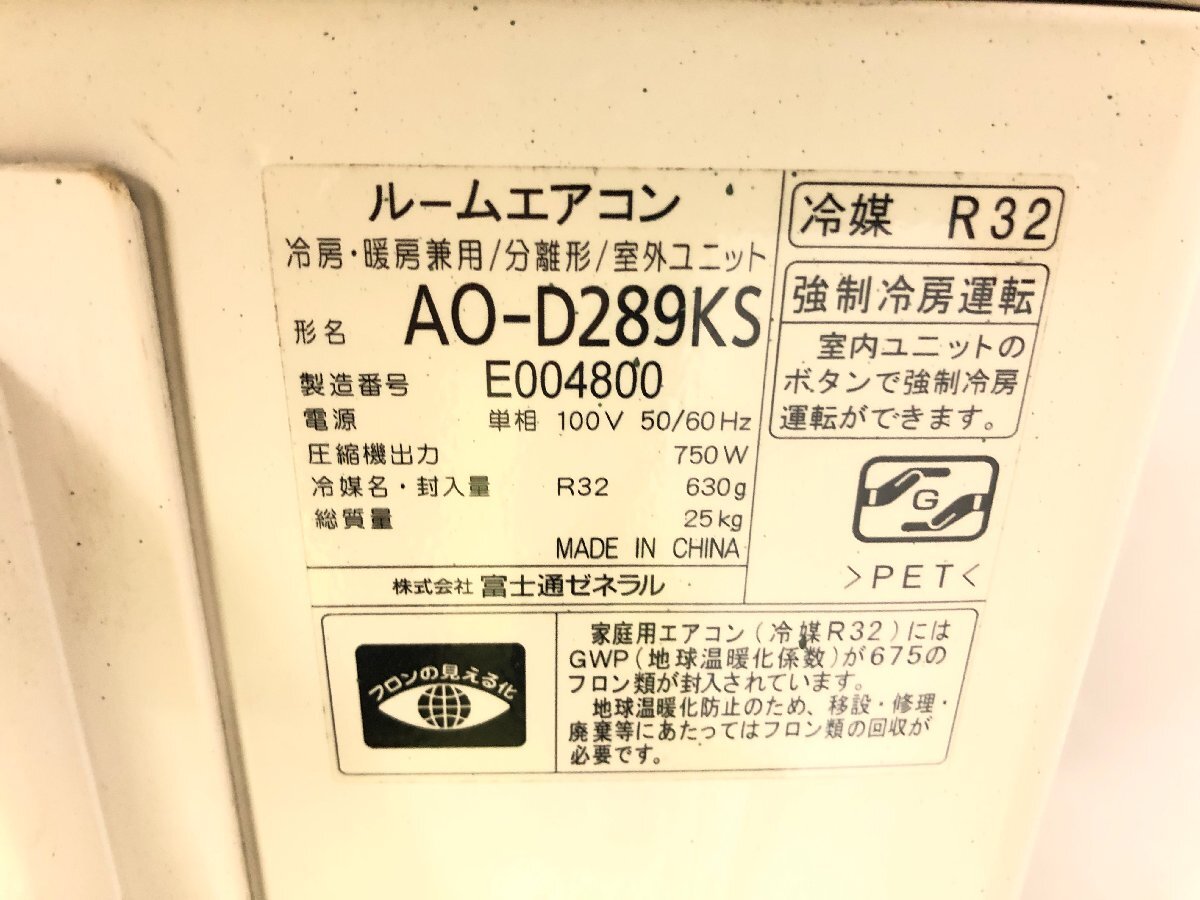 ルームエアコン
冷房・暖房兼用/分離形/室外ユニット
形名 AO-D289KS
製造番号 E004800
電源 単相 100V 50/60Hz
圧縮機出力 750W
冷媒名・封入量 R32 630g
総質量 25kg
MADE IN CHINA
株式会社 富士通ゼネラル
冷媒 R32
強制冷房運転
室内ユニットの
ボタンで強制冷房
運転ができます。
G
>PET<
フロンの見える化
家庭用エアコン(冷媒R32)には
GWP(地球温暖化係数)が675の
フロン類が封入されています。
地球温暖化防止のため、移設・修理・
廃棄等にあたってはフロン類の回収が
必要です。